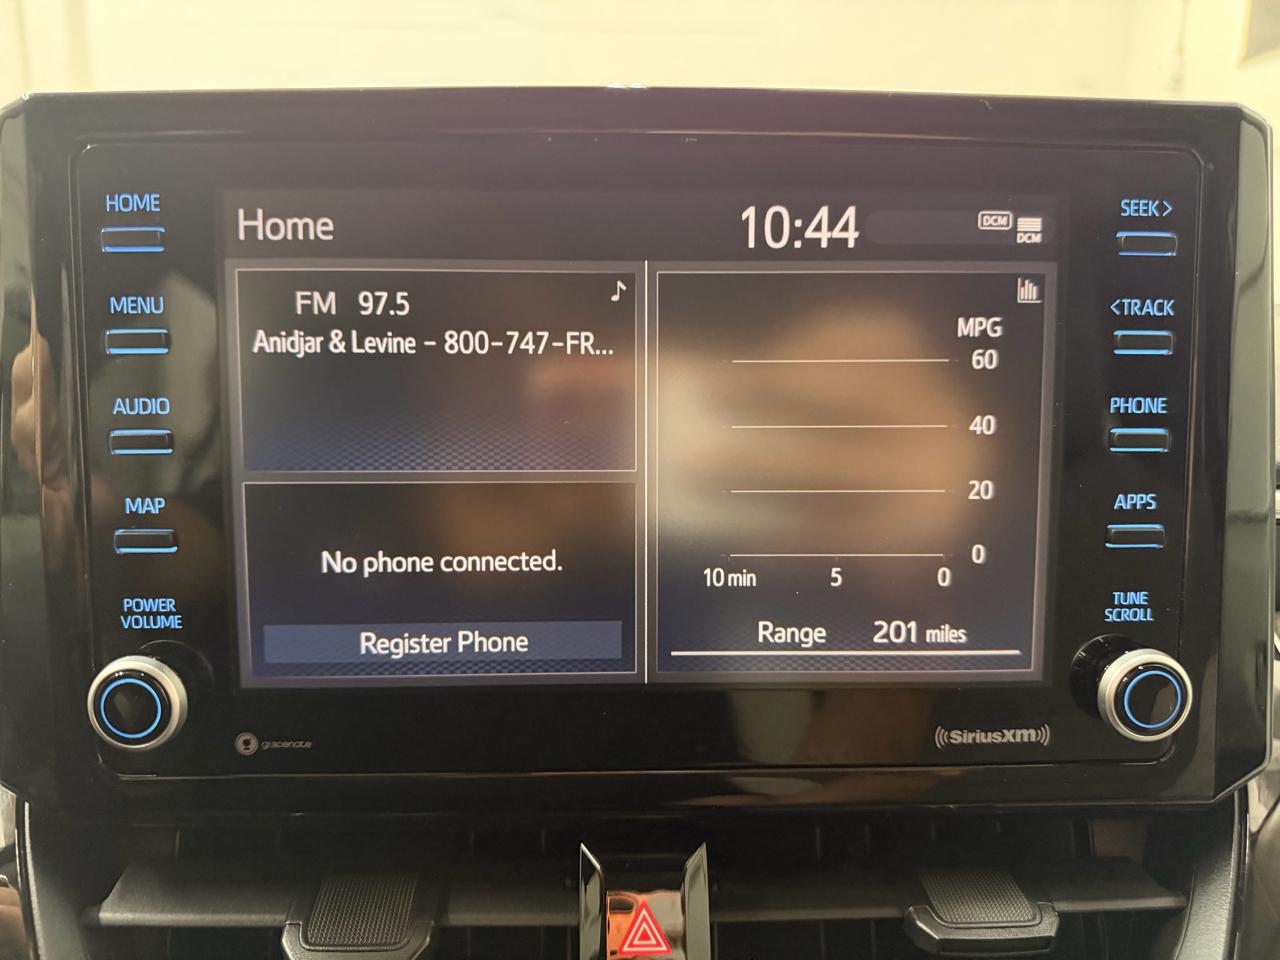 HOME
MENU
AUDIO
MAP
POWER
VOLUME
Home
10:44
DCM
DCM
FM 97.5
Anidjar & Levine - 800-747-FR...
No phone connected.
Register Phone
MPG
60
40
20
0
10 min 5 0
Range 201 miles
SEEK>
<TRACK
PHONE
APPS
TUNE
SCROLL
gracenote
((SiriusXM))